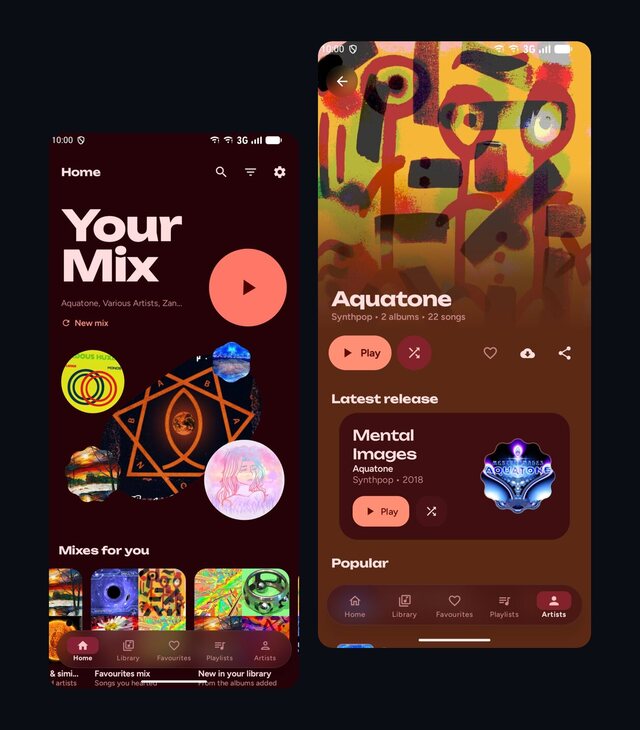 10:00
3G
Home
Your
Mix
Aquatone, Various Artists, Zan...
New mix
Mixes for you
& simi...
artists
Favourites mix
Songs you hearted
New in your library
From the albums added
Home
Library
Favourites
Playlists
Artists
10:00
3G
Aquatone
Synthpop • 2 albums • 22 songs
Play
Latest release
Mental
Images
Aquatone
Synthpop • 2018
Play
AQUATONE
Popular
Home
Library
Favourites
Playlists
Artists